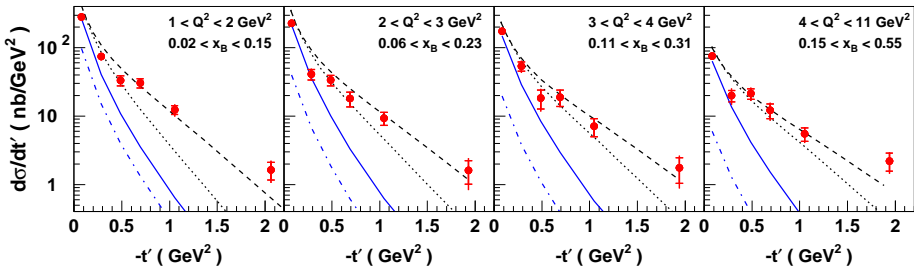 1 < Q² < 2 GeV²
0.02 < x_B < 0.15
2 < Q² < 3 GeV²
0.06 < x_B < 0.23
3 < Q² < 4 GeV²
0.11 < x_B < 0.31
4 < Q² < 11 GeV²
0.15 < x_B < 0.55
dσ/dt′ ( nb/GeV² )
10²
10
1
0 0.5 1 1.5 2
0 0.5 1 1.5 2
0 0.5 1 1.5 2
0 0.5 1 1.5 2
-t′ ( GeV² )
-t′ ( GeV² )
-t′ ( GeV² )
-t′ ( GeV² )